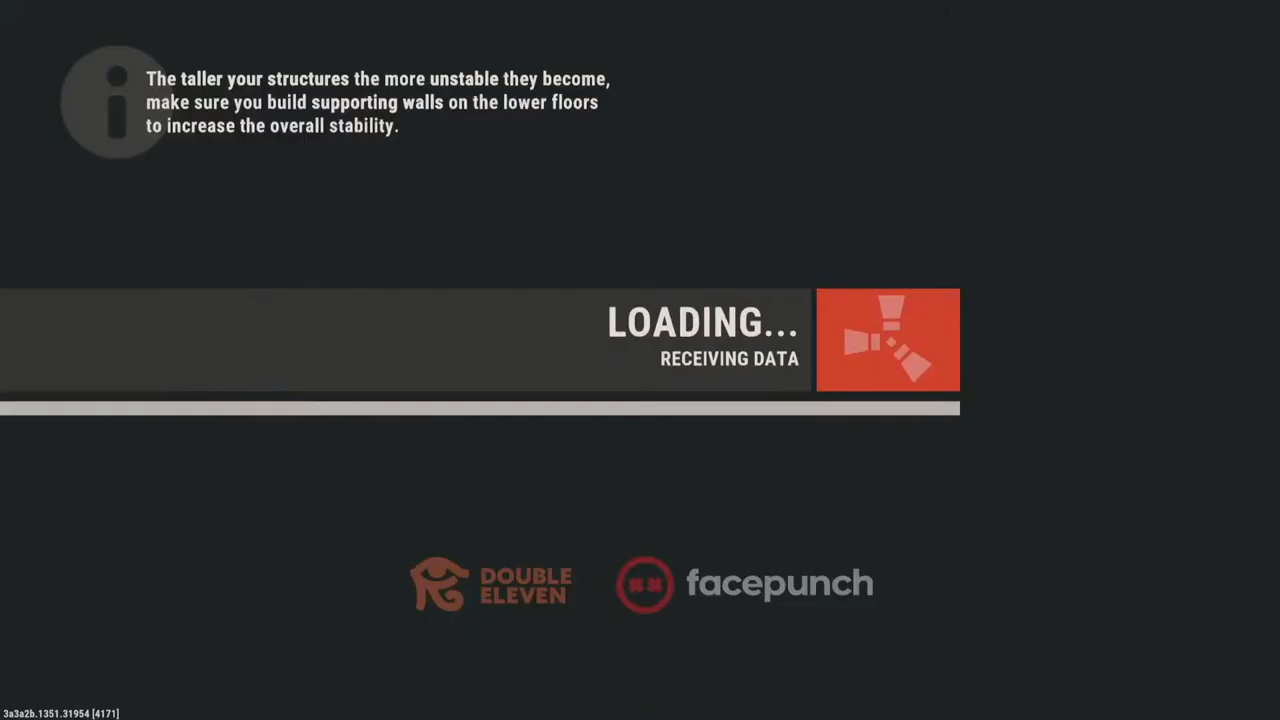 The taller your structures the more unstable they become,
make sure you build supporting walls on the lower floors
to increase the overall stability.
LOADING...
RECEIVING DATA
DOUBLE
ELEVEN
facepunch
3a3a2b.1351.31954 [4171]